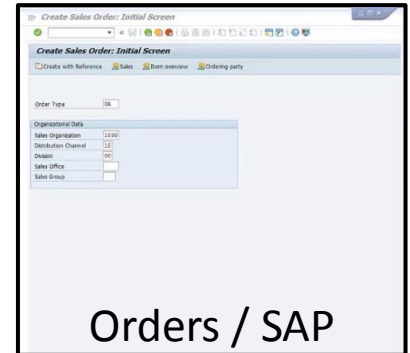 Create Sales Order: Initial Screen
Create Sales Order: Initial Screen
Create with Reference Sales Item overview Ordering party
Order Type OR
Organizational Data
Sales Organization 1000
Distribution Channel 10
Division 00
Sales Office
Sales Group
Orders / SAP